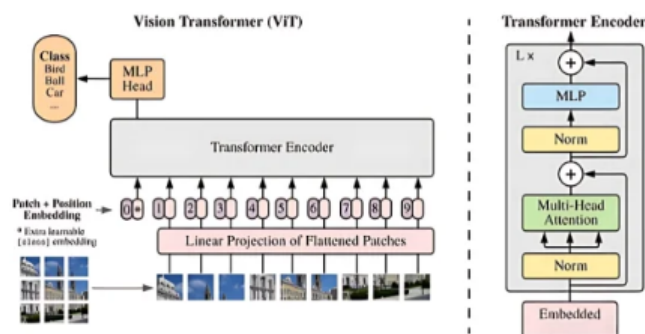 Vision Transformer (ViT)
Class
Bird
Ball
Car
...
MLP
Head
Transformer Encoder
Patch + Position
Embedding
* Extra learnable
[class] embedding
0 * 1 2 3 4 5 6 7 8 9
Linear Projection of Flattened Patches
Transformer Encoder
L x
+
MLP
Norm
+
Multi-Head
Attention
Norm
Embedded